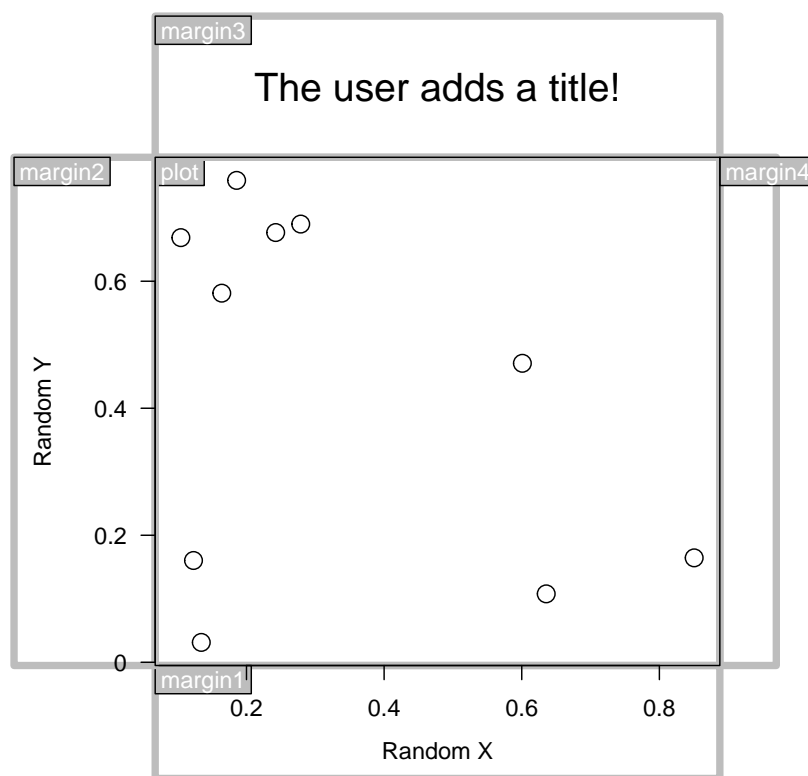 margin3
The user adds a title!
margin2
plot
margin4
0.6
0.4
0.2
0
Random Y
margin1
0.2 0.4 0.6 0.8
Random X